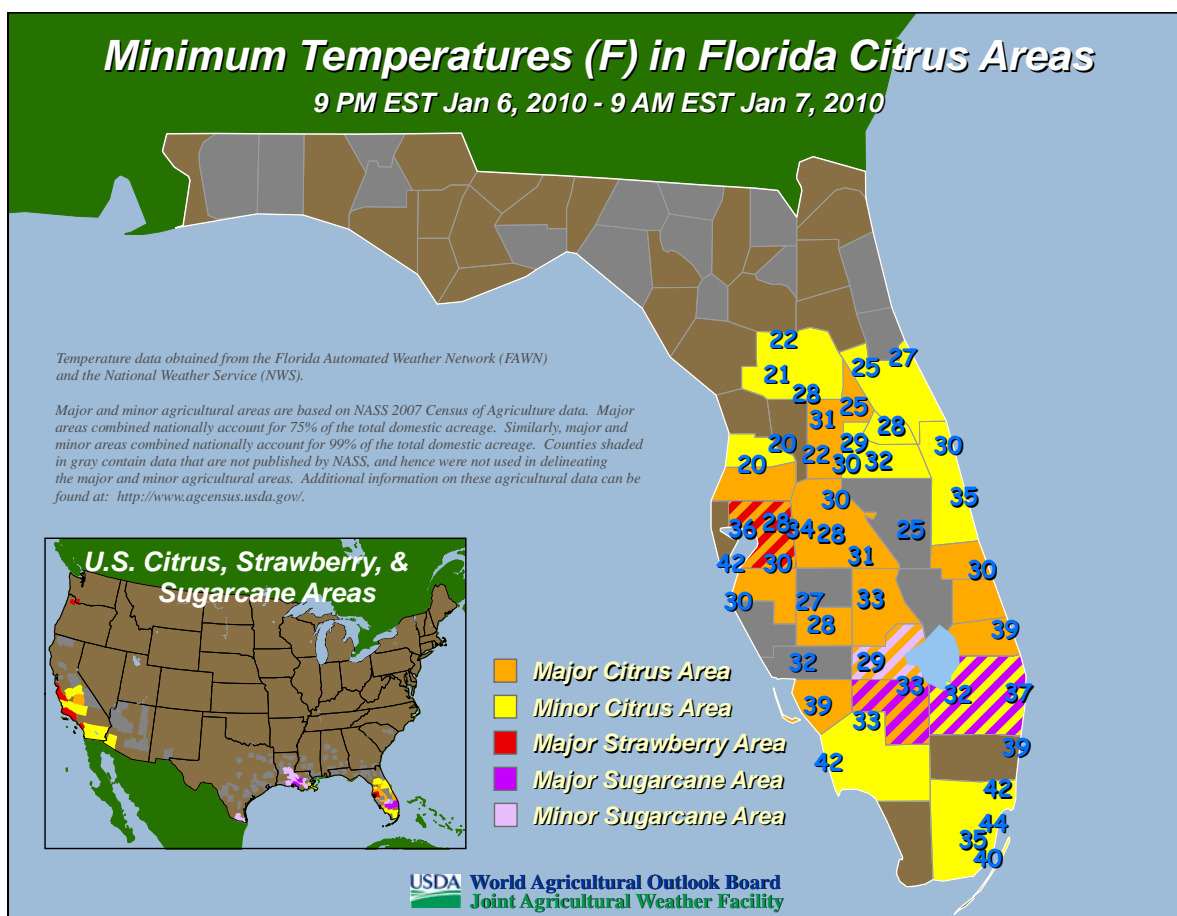 Minimum Temperatures (F) in Florida Citrus Areas
9 PM EST Jan 6, 2010 - 9 AM EST Jan 7, 2010
Temperature data obtained from the Florida Automated Weather Network (FAWN)
and the National Weather Service (NWS).
Major and minor agricultural areas are based on NASS 2007 Census of Agriculture data. Major
areas combined nationally account for 75% of the total domestic acreage. Similarly, major and
minor areas combined nationally account for 99% of the total domestic acreage. Counties shaded
in gray contain data that are not published by NASS, and hence were not used in delineating
the major and minor agricultural areas. Additional information on these agricultural data can be
found at: http://www.agcensus.usda.gov/.
22
27
25
21
28
25
31
28
30
20
29
20
22
30
32
30
35
36
28
34
28
25
31
42
30
30
30
27
33
28
39
32
29
33
32
37
39
33
39
42
42
44
35
40
U.S. Citrus, Strawberry, &
Sugarcane Areas
Major Citrus Area
Minor Citrus Area
Major Strawberry Area
Major Sugarcane Area
Minor Sugarcane Area
USDA World Agricultural Outlook Board
Joint Agricultural Weather Facility